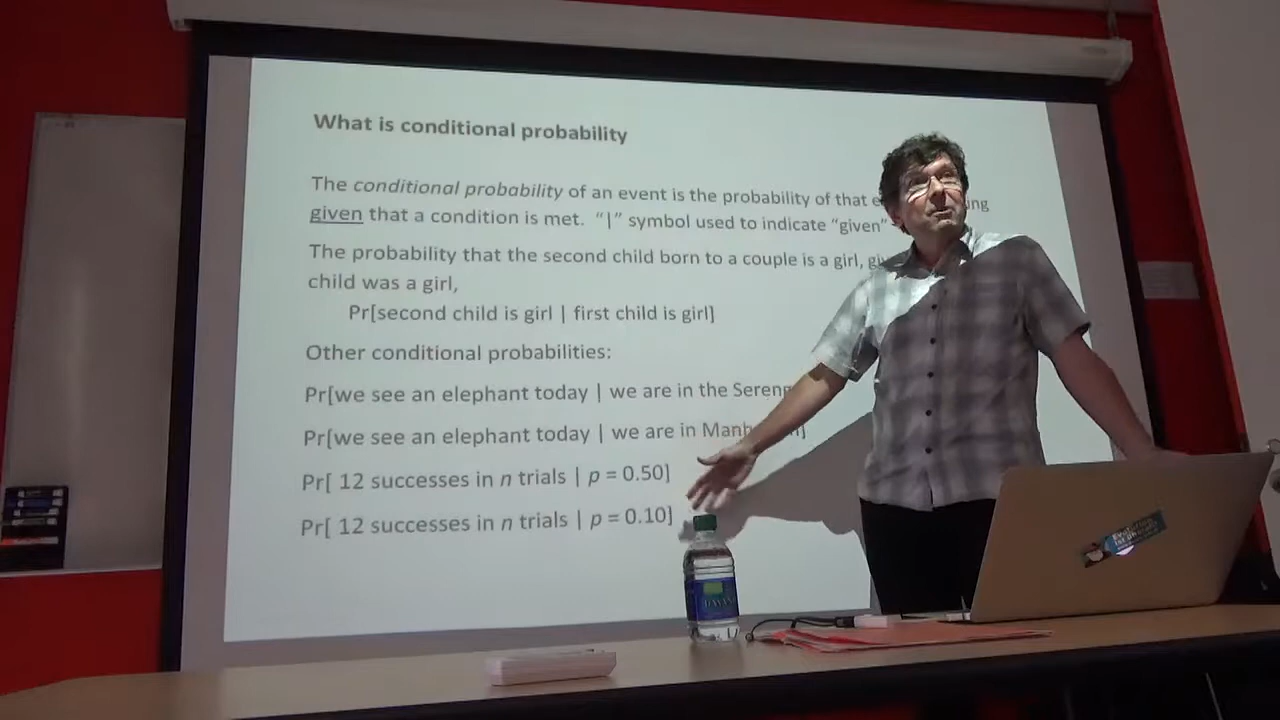 What is conditional probability
The conditional probability of an event is the probability of that
given that a condition is met. “|” symbol used to indicate “given”
The probability that the second child born to a couple is a girl,
child was a girl,
Pr[second child is girl | first child is girl]
Other conditional probabilities:
Pr[we see an elephant today | we are in the
Pr[we see an elephant today | we are in
Pr[ 12 successes in n trials | p = 0.50]
Pr[ 12 successes in n trials | p = 0.10]